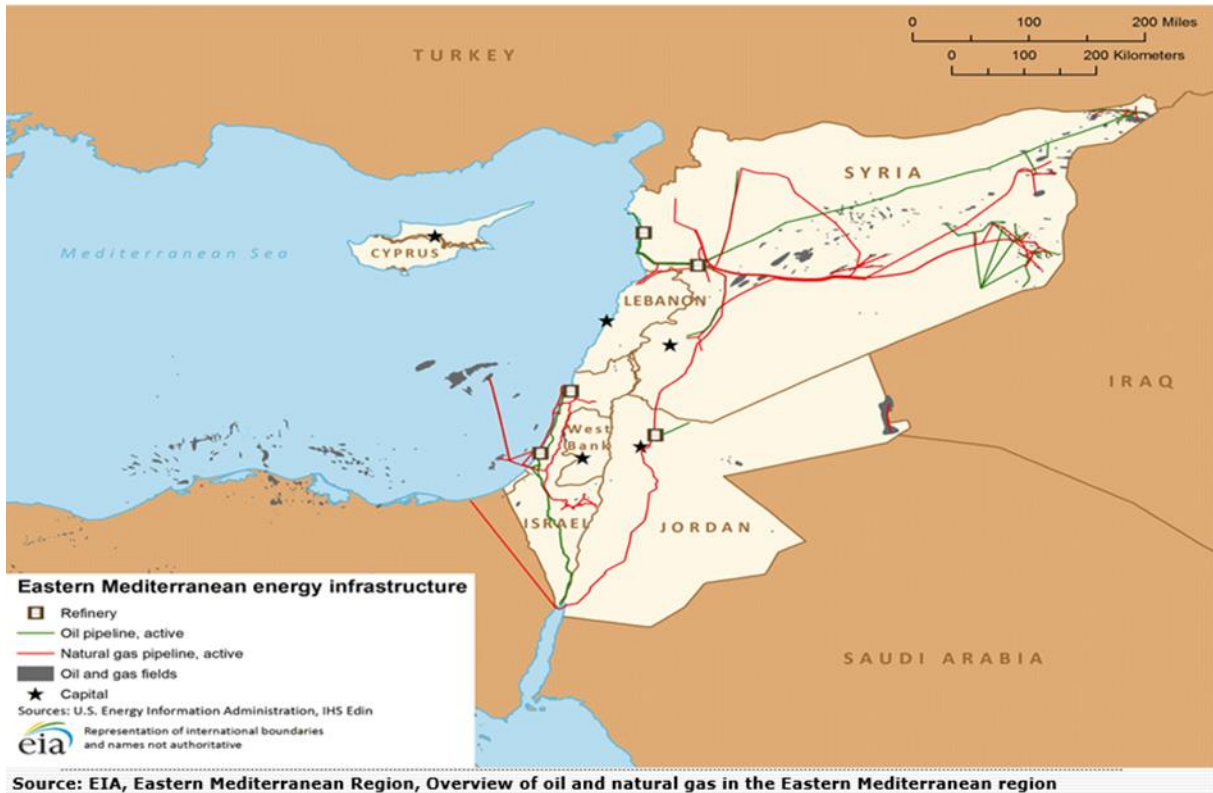 0 100 200 Miles
0 100 200 Kilometers
TURKEY
SYRIA
Mediterranean Sea
CYPRUS
LEBANON
IRAQ
West
Bank
ISRAEL
JORDAN
SAUDI ARABIA
Eastern Mediterranean energy infrastructure
Refinery
Oil pipeline, active
Natural gas pipeline, active
Oil and gas fields
Capital
Sources: U.S. Energy Information Administration, IHS Edin
eia
Representation of international boundaries
and names not authoritative
Source: EIA, Eastern Mediterranean Region, Overview of oil and natural gas in the Eastern Mediterranean region